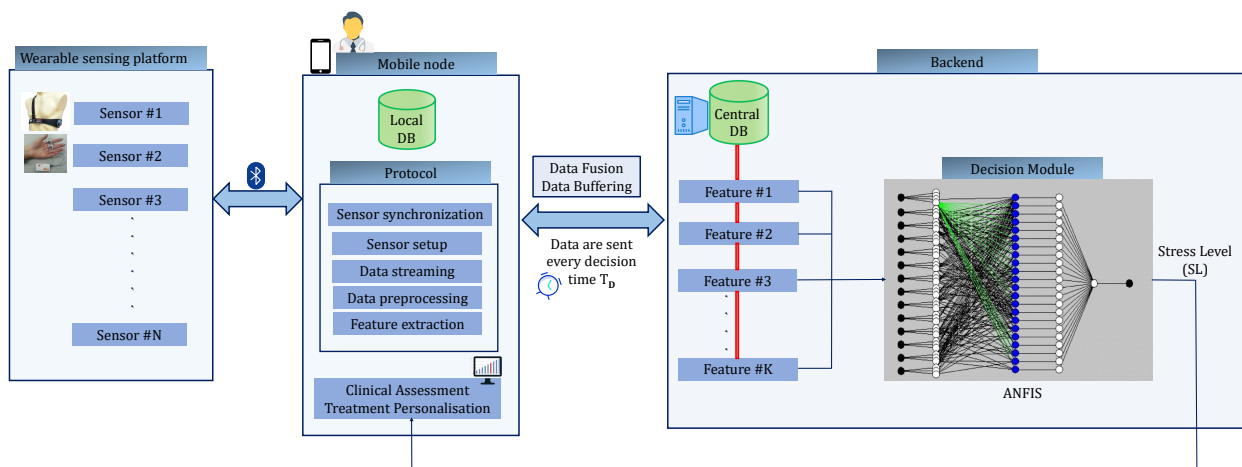 Wearable sensing platform
Sensor #1
Sensor #2
Sensor #3
Sensor #N
Mobile node
Local
DB
Protocol
Sensor synchronization
Sensor setup
Data streaming
Data preprocessing
Feature extraction
Clinical Assessment
Treatment Personalisation
Data Fusion
Data Buffering
Data are sent
every decision
time T_D
Backend
Central
DB
Feature #1
Feature #2
Feature #3
Feature #K
Decision Module
ANFIS
Stress Level
(SL)